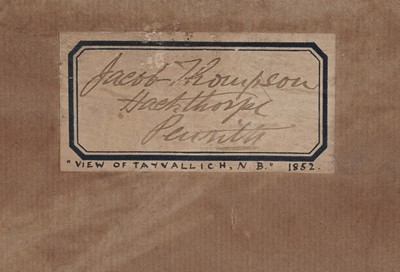 Jacob Thompson
Hackthorpe
Penrith
"VIEW OF TAYVALLICH, N B." 1852.